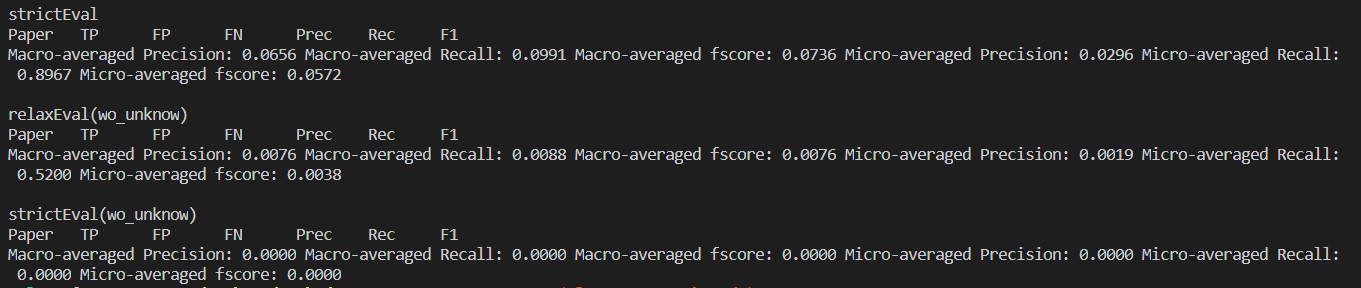 strictEval
Paper TP FP FN Prec Rec F1
Macro-averaged Precision: 0.0656 Macro-averaged Recall: 0.0991 Macro-averaged fscore: 0.0736 Micro-averaged Precision: 0.0296 Micro-averaged Recall:
0.8967 Micro-averaged fscore: 0.0572
relaxEval(wo_unknow)
Paper TP FP FN Prec Rec F1
Macro-averaged Precision: 0.0076 Macro-averaged Recall: 0.0088 Macro-averaged fscore: 0.0076 Micro-averaged Precision: 0.0019 Micro-averaged Recall:
0.5200 Micro-averaged fscore: 0.0038
strictEval(wo_unknow)
Paper TP FP FN Prec Rec F1
Macro-averaged Precision: 0.0000 Macro-averaged Recall: 0.0000 Macro-averaged fscore: 0.0000 Micro-averaged Precision: 0.0000 Micro-averaged Recall:
0.0000 Micro-averaged fscore: 0.0000